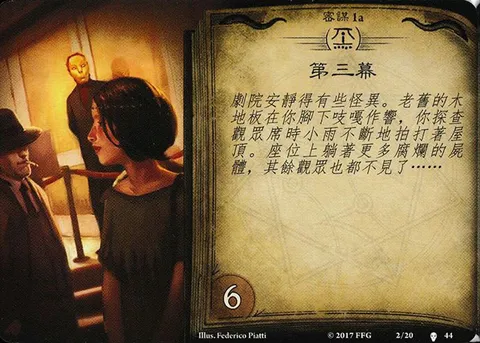 密謀 1a
第三幕
劇院安靜得有些怪異。老舊的木
地板在你腳下吱嘎作響，你探查
觀眾席時小雨不斷地拍打著屋
頂。座位上躺著更多腐爛的屍
體，其餘觀眾也都不見了……
6
Illus. Federico Piatti
© 2017 FFG
2/20
44